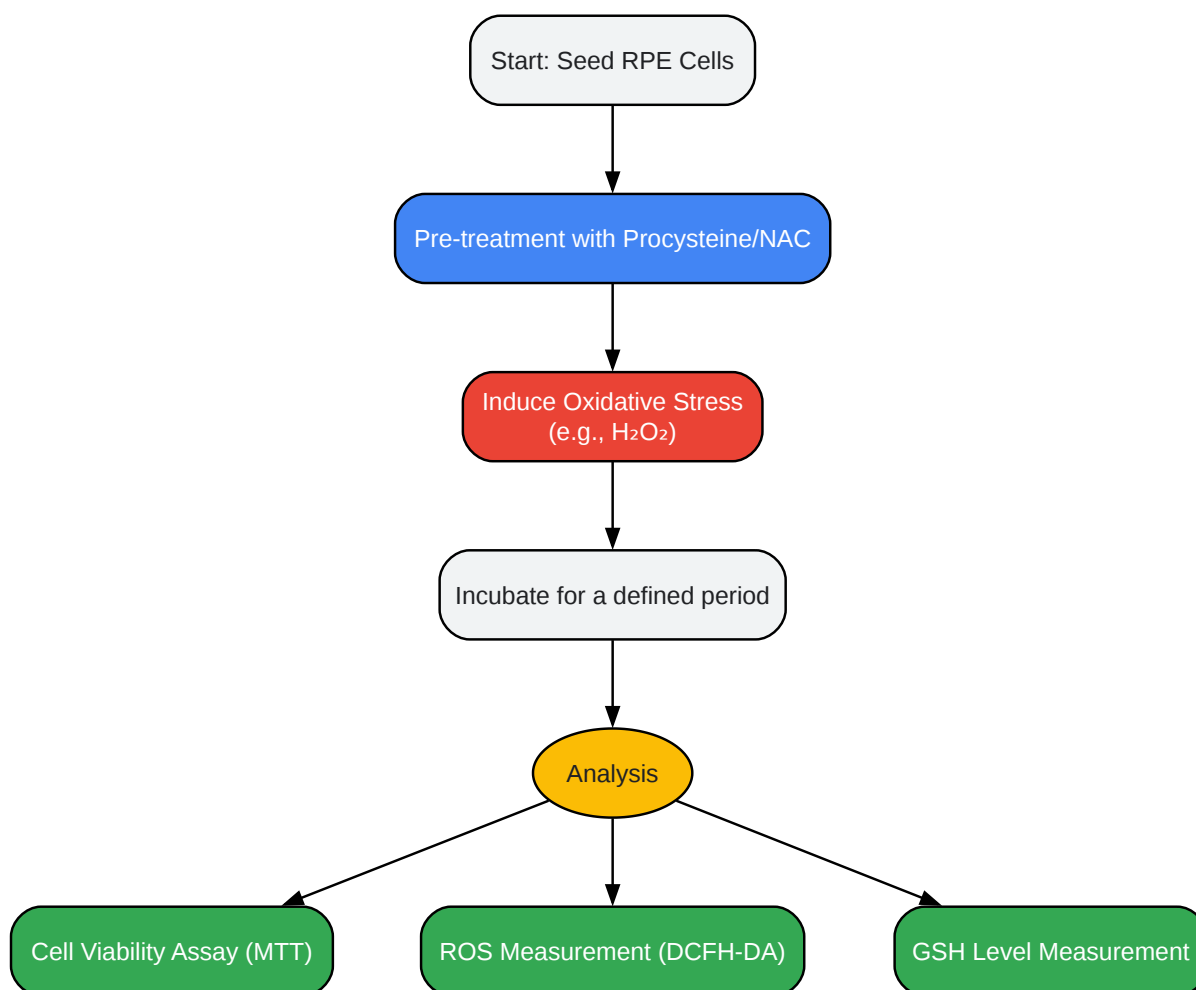 Start: Seed RPE Cells
Pre-treatment with Procysteine/NAC
Induce Oxidative Stress
(e.g., H₂O₂)
Incubate for a defined period
Analysis
Cell Viability Assay (MTT)
ROS Measurement (DCFH-DA)
GSH Level Measurement